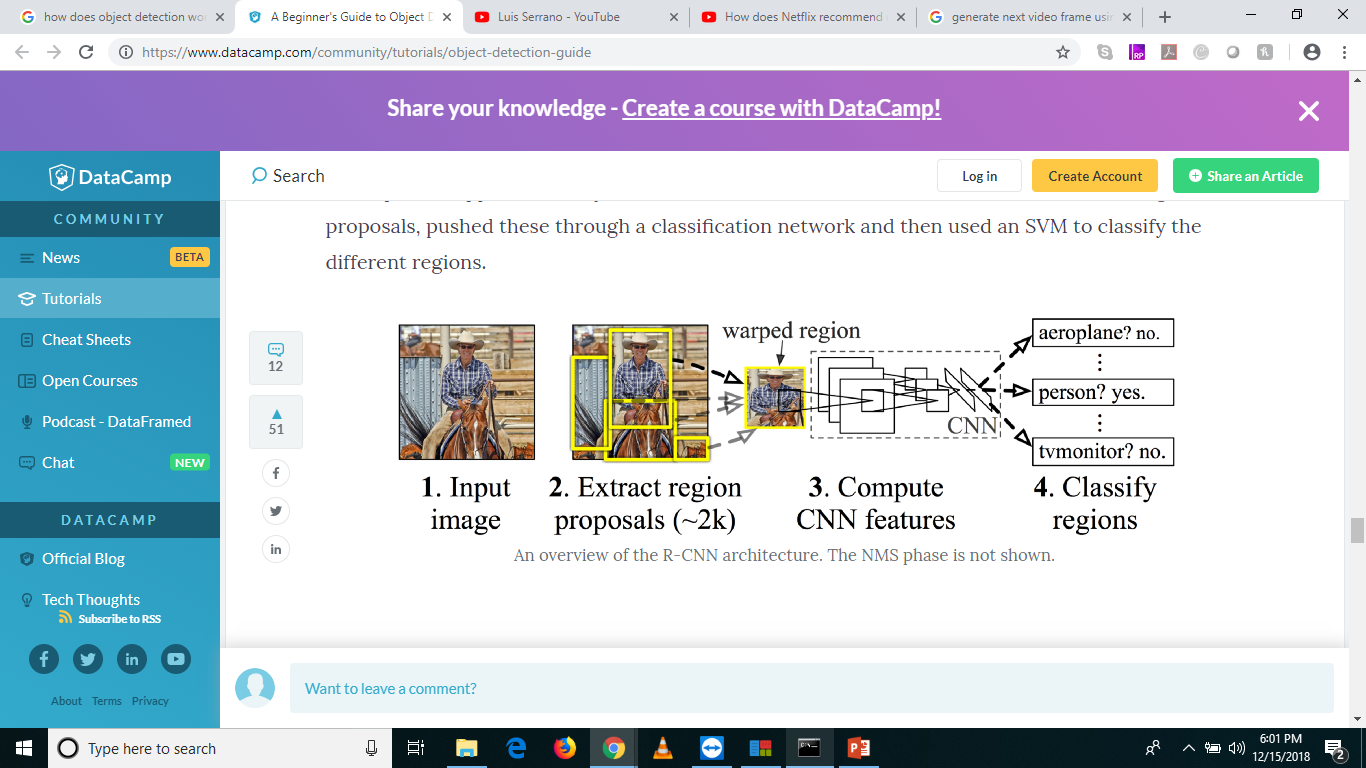 how does object detection wo
A Beginner's Guide to Object D
Luis Serrano - YouTube
How does Netflix recommend
generate next video frame usin
https://www.datacamp.com/community/tutorials/object-detection-guide
Share your knowledge - Create a course with DataCamp!
DataCamp
Search
Log in
Create Account
Share an Article
COMMUNITY
News BETA
Tutorials
Cheat Sheets
Open Courses
Podcast - DataFramed
Chat NEW
DATACAMP
Official Blog
Tech Thoughts
Subscribe to RSS
About Terms Privacy
proposals, pushed these through a classification network and then used an SVM to classify the
different regions.
12
51
warped region
aeroplane? no.
person? yes.
tvmonitor? no.
CNN
1. Input
image
2. Extract region
proposals (~2k)
3. Compute
CNN features
4. Classify
regions
An overview of the R-CNN architecture. The NMS phase is not shown.
Want to leave a comment?
Type here to search
6:01 PM
12/15/2018
2